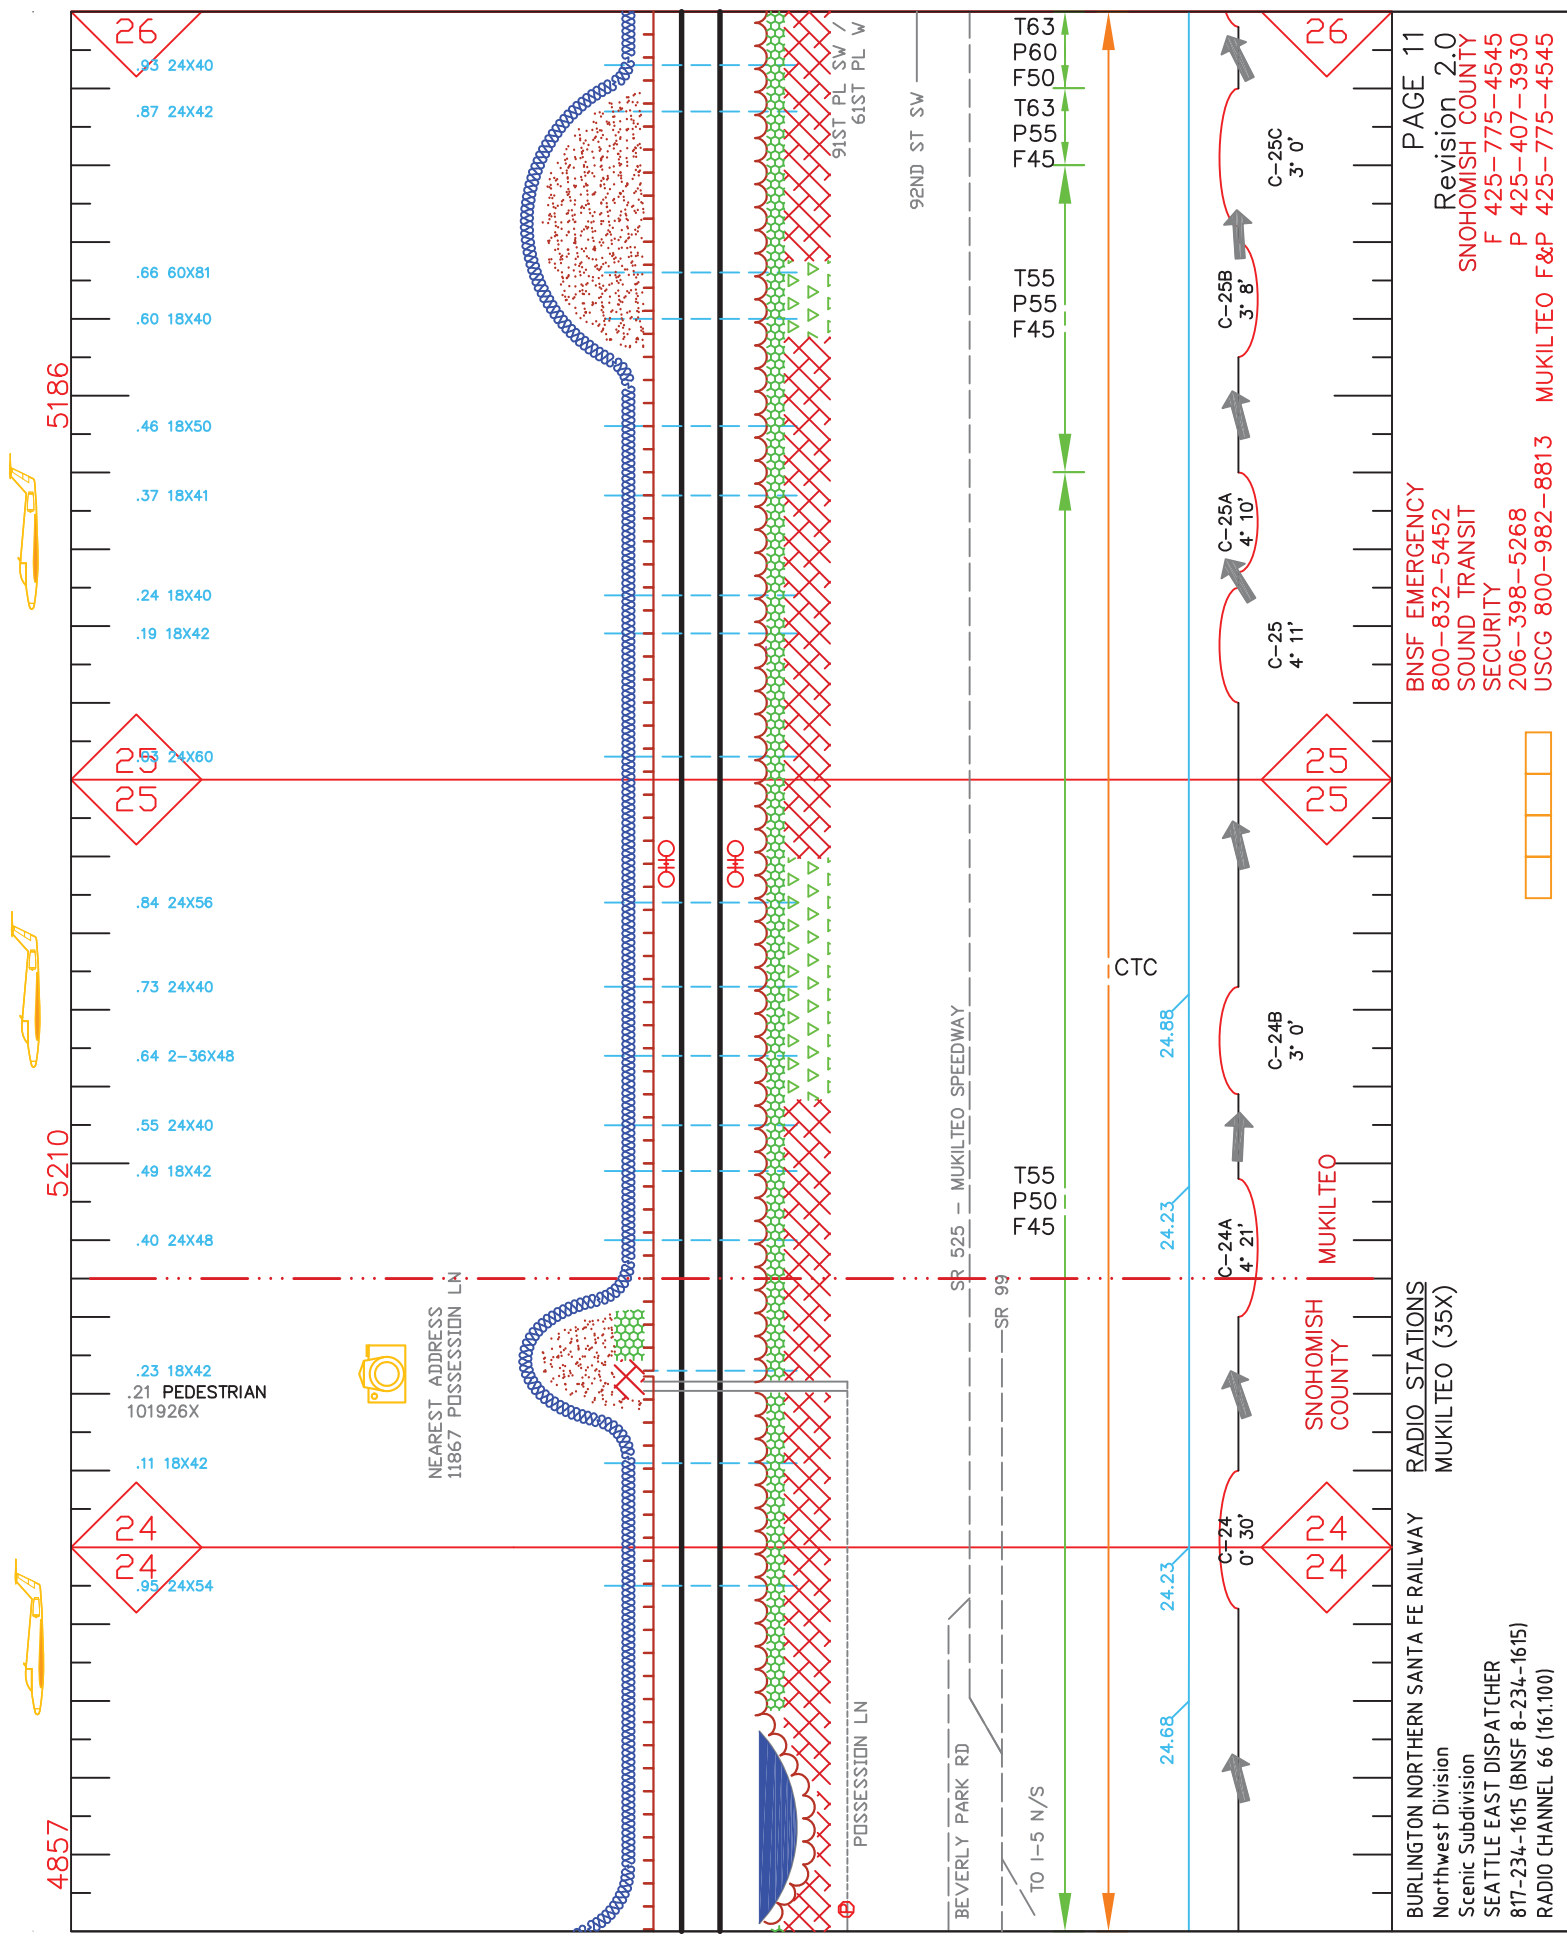 26
.93 24X40
.87 24X42
.66 60X81
.60 18X40
5186
.46 18X50
.37 18X41
.24 18X40
.19 18X42
25
.03 24X60
25
.84 24X56
.73 24X40
.64 2-36X48
.55 24X40
5210
.49 18X42
.40 24X48
.23 18X42
.21 PEDESTRIAN
101926X
.11 18X42
24
24
.95 24X54
4857
NEAREST ADDRESS
11867 POSSESSION LN
91ST PL SW /
61ST PL W
92ND ST SW
POSSESSION LN
P
SR 525 - MUKILTEO SPEEDWAY
SR 99
BEVERLY PARK RD
TO I-5 N/S
T63
P60
F50
T63
P55
F45
T55
P55
F45
T55
P50
F45
CTC
24.88
24.23
24.23
24.68
26
C-25C
3° 0'
C-25B
3° 8'
C-25A
4° 10'
C-25
4° 11'
25
25
C-24B
3° 0'
C-24A
4° 21'
MUKILTEO
SNOHOMISH
COUNTY
C-24
0° 30'
24
24
PAGE 11
Revision 2.0
SNOHOMISH COUNTY
F 425-775-4545
P 425-407-3930
MUKILTEO F&P 425-775-4545
BNSF EMERGENCY
800-832-5452
SOUND TRANSIT
SECURITY
206-398-5268
USCG 800-982-8813
RADIO STATIONS
MUKILTEO (35X)
BURLINGTON NORTHERN SANTA FE RAILWAY
Northwest Division
Scenic Subdivision
SEATTLE EAST DISPATCHER
817-234-1615 (BNSF 8-234-1615)
RADIO CHANNEL 66 (161.100)